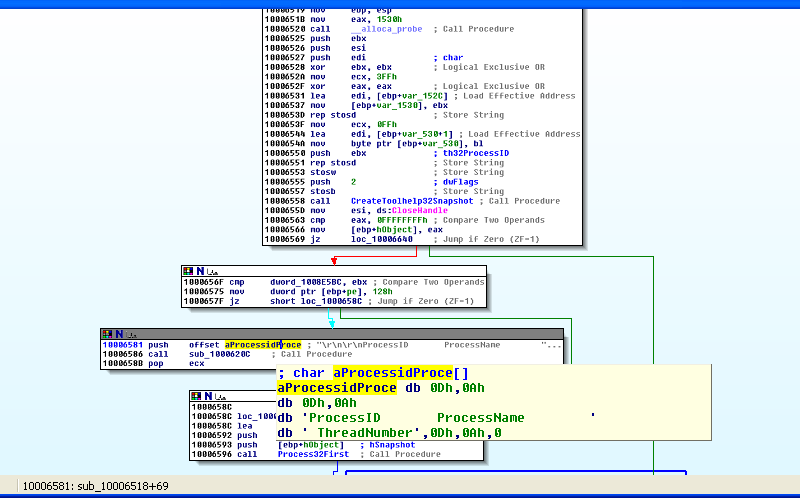 10006519 mov ebp, esp
1000651B mov eax, 1530h
10006520 call __alloca_probe ; Call Procedure
10006525 push ebx
10006526 push esi
10006527 push edi ; char
10006528 xor ebx, ebx ; Logical Exclusive OR
1000652A mov ecx, 3FFh
1000652F xor eax, eax ; Logical Exclusive OR
10006531 lea edi, [ebp+var_152C] ; Load Effective Address
10006537 mov [ebp+var_1530], ebx
1000653D rep stosd ; Store String
1000653F mov ecx, 0FFh
10006544 lea edi, [ebp+var_530+1] ; Load Effective Address
1000654A mov byte ptr [ebp+var_530], bl
10006550 push ebx ; th32ProcessID
10006551 rep stosd ; Store String
10006553 stosw ; Store String
10006555 push 2 ; dwFlags
10006557 stosb ; Store String
10006558 call CreateToolhelp32Snapshot ; Call Procedure
1000655D mov esi, ds:CloseHandle
10006563 cmp eax, 0FFFFFFFFh ; Compare Two Operands
10006566 mov [ebp+hObject], eax
10006569 jz loc_10006640 ; Jump if Zero (ZF=1)
N
1000656F cmp dword_1008E5BC, ebx ; Compare Two Operands
10006575 mov dword ptr [ebp+pe], 128h
1000657F jz short loc_1000658C ; Jump if Zero (ZF=1)
N
10006581 push offset aProcessidProce ; "\r\n\r\nProcessID ProcessName "...
10006586 call sub_1000620C ; Call Procedure
1000658B pop ecx
; char aProcessidProce[]
aProcessidProce db 0Dh,0Ah
db 0Dh,0Ah
db 'ProcessID ProcessName '
db ' ThreadNumber',0Dh,0Ah,0
N
1000658C
1000658C loc_1000
1000658C lea
10006592 push
10006593 push [ebp+hObject] ; hSnapshot
10006596 call Process32First ; Call Procedure
10006581: sub_10006518+69